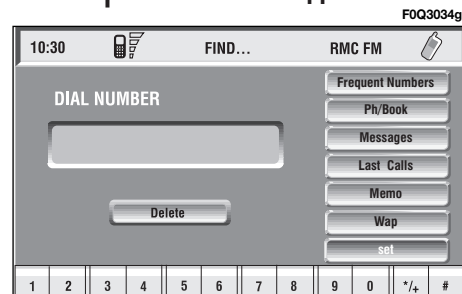 F0Q3034g
10:30 FIND... RMC FM
DIAL NUMBER
Frequent Numbers
Ph/Book
Messages
Last Calls
Memo
Wap
set
Delete
1 2 3 4 5 6 7 8 9 0 */+ #